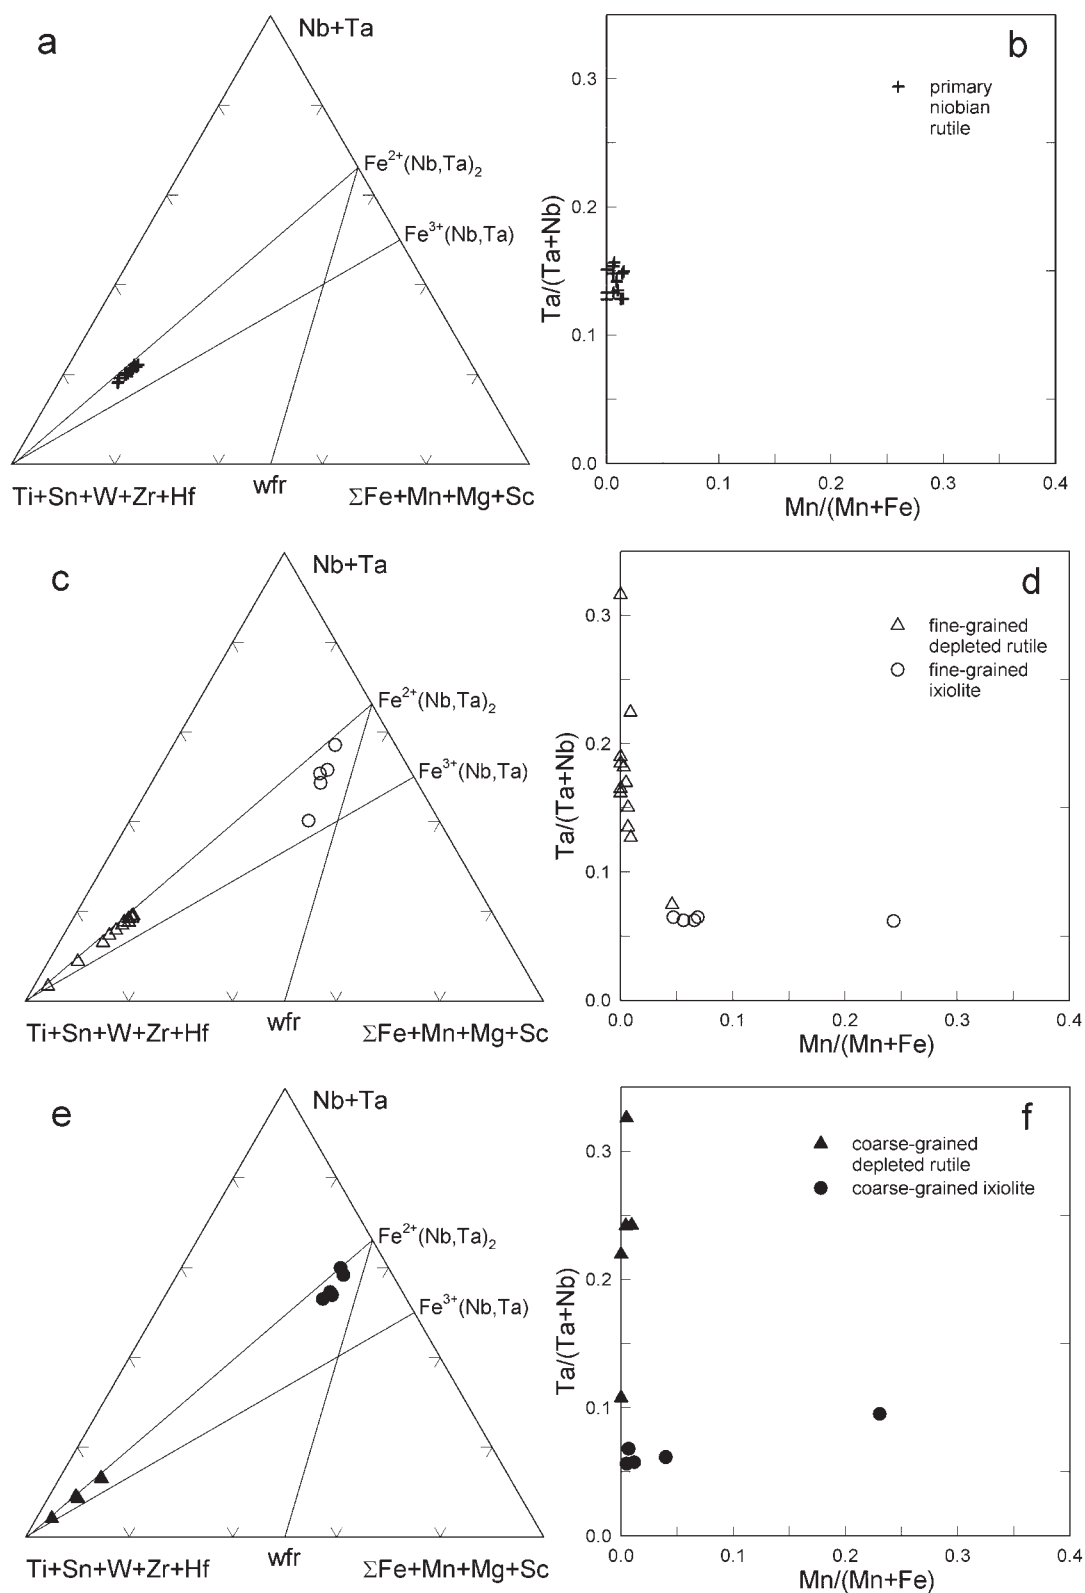 a
Nb+Ta
Fe²⁺(Nb,Ta)₂
Fe³⁺(Nb,Ta)
Ti+Sn+W+Zr+Hf
wfr
ΣFe+Mn+Mg+Sc
b
primary
niobian
rutile
Ta/(Ta+Nb)
0.3
0.2
0.1
0.0
0.0 0.1 0.2 0.3 0.4
Mn/(Mn+Fe)
c
Nb+Ta
Fe²⁺(Nb,Ta)₂
Fe³⁺(Nb,Ta)
Ti+Sn+W+Zr+Hf
wfr
ΣFe+Mn+Mg+Sc
d
fine-grained
depleted rutile
fine-grained
ixiolite
Ta/(Ta+Nb)
0.3
0.2
0.1
0.0
0.0 0.1 0.2 0.3 0.4
Mn/(Mn+Fe)
e
Nb+Ta
Fe²⁺(Nb,Ta)₂
Fe³⁺(Nb,Ta)
Ti+Sn+W+Zr+Hf
wfr
ΣFe+Mn+Mg+Sc
f
coarse-grained
depleted rutile
coarse-grained ixiolite
Ta/(Ta+Nb)
0.3
0.2
0.1
0.0
0.0 0.1 0.2 0.3 0.4
Mn/(Mn+Fe)